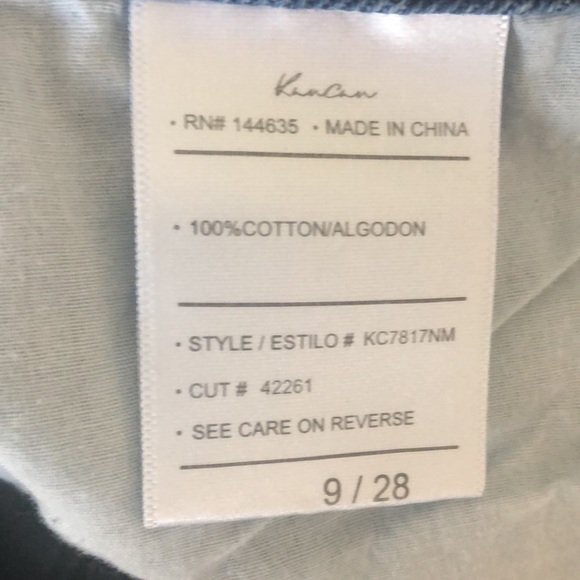 KanCan
• RN# 144635 • MADE IN CHINA
• 100%COTTON/ALGODON
• STYLE / ESTILO # KC7817NM
• CUT # 42261
• SEE CARE ON REVERSE
9 / 28